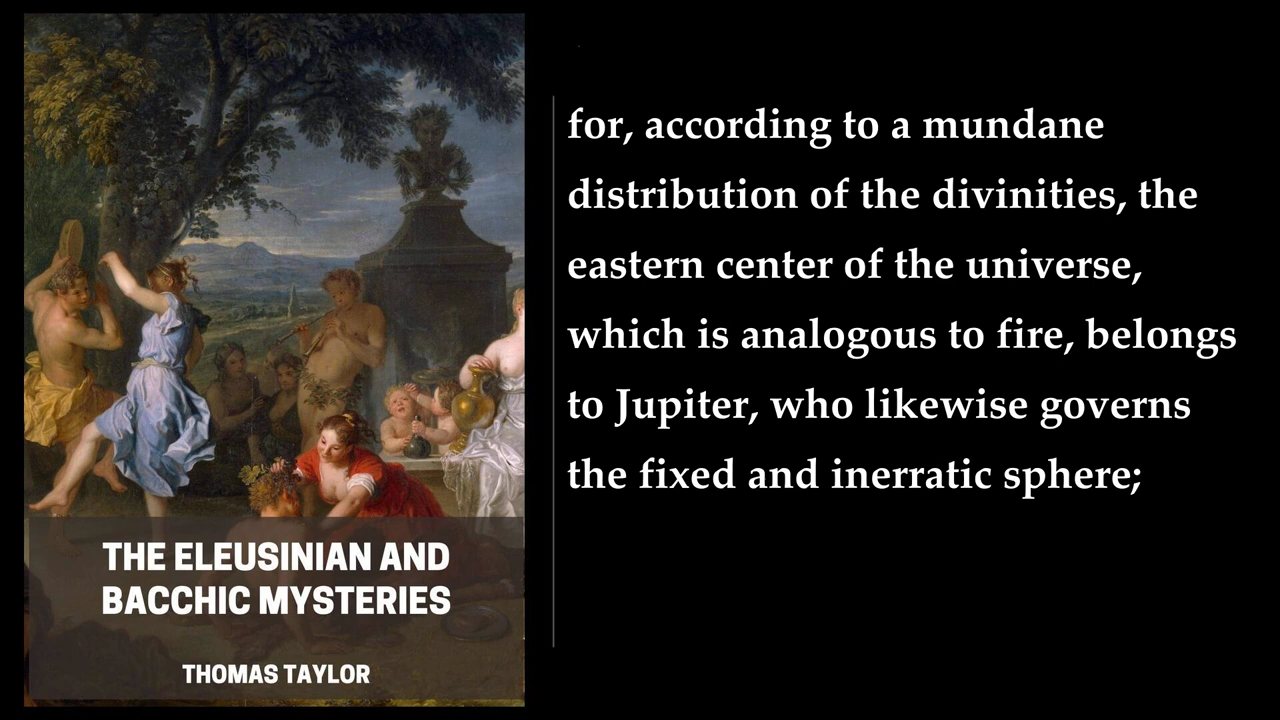 for, according to a mundane
distribution of the divinities, the
eastern center of the universe,
which is analogous to fire, belongs
to Jupiter, who likewise governs
the fixed and inerratic sphere;
THE ELEUSINIAN AND
BACCHIC MYSTERIES
THOMAS TAYLOR